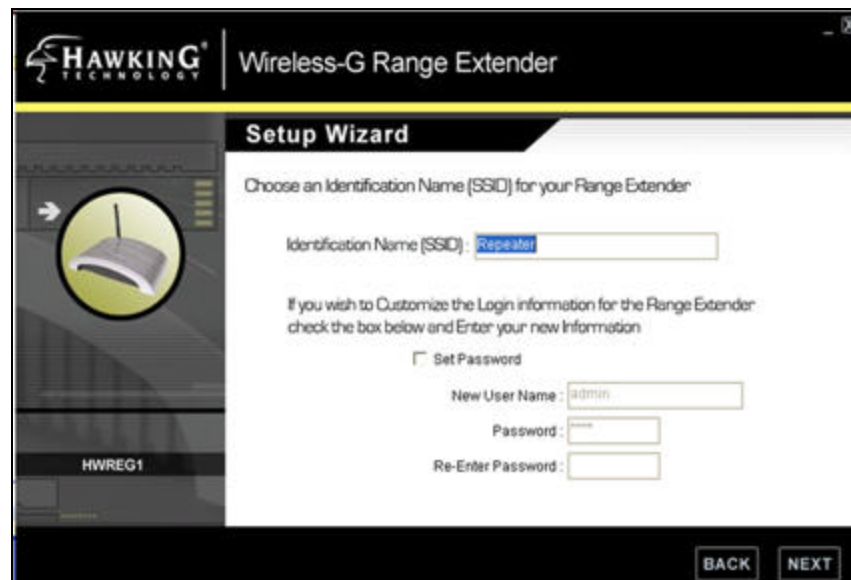 HAWKING®
TECHNOLOGY
Wireless-G Range Extender
Setup Wizard
Choose an Identification Name (SSID) for your Range Extender
Identification Name (SSID) : Repeater
If you wish to Customize the Login information for the Range Extender
check the box below and Enter your new Information
Set Password
New User Name : admin
Password : ****
Re-Enter Password :
HWREG1
BACK
NEXT